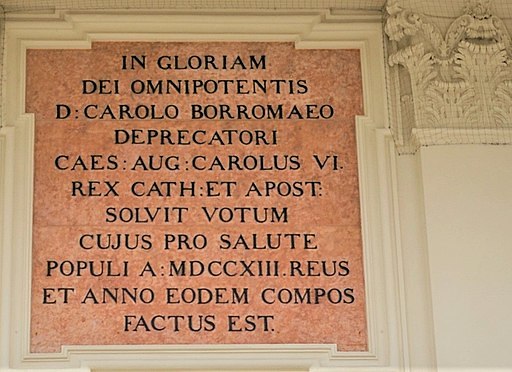 IN GLORIAM
DEI OMNIPOTENTIS
D: CAROLO BORROMAEO
DEPRECATORI
CAES: AUG: CAROLUS VI.
REX CATH: ET APOST:
SOLVIT VOTUM
CUJUS PRO SALUTE
POPULI A: MDCCXIII. REUS
ET ANNO EODEM COMPOS
FACTUS EST.